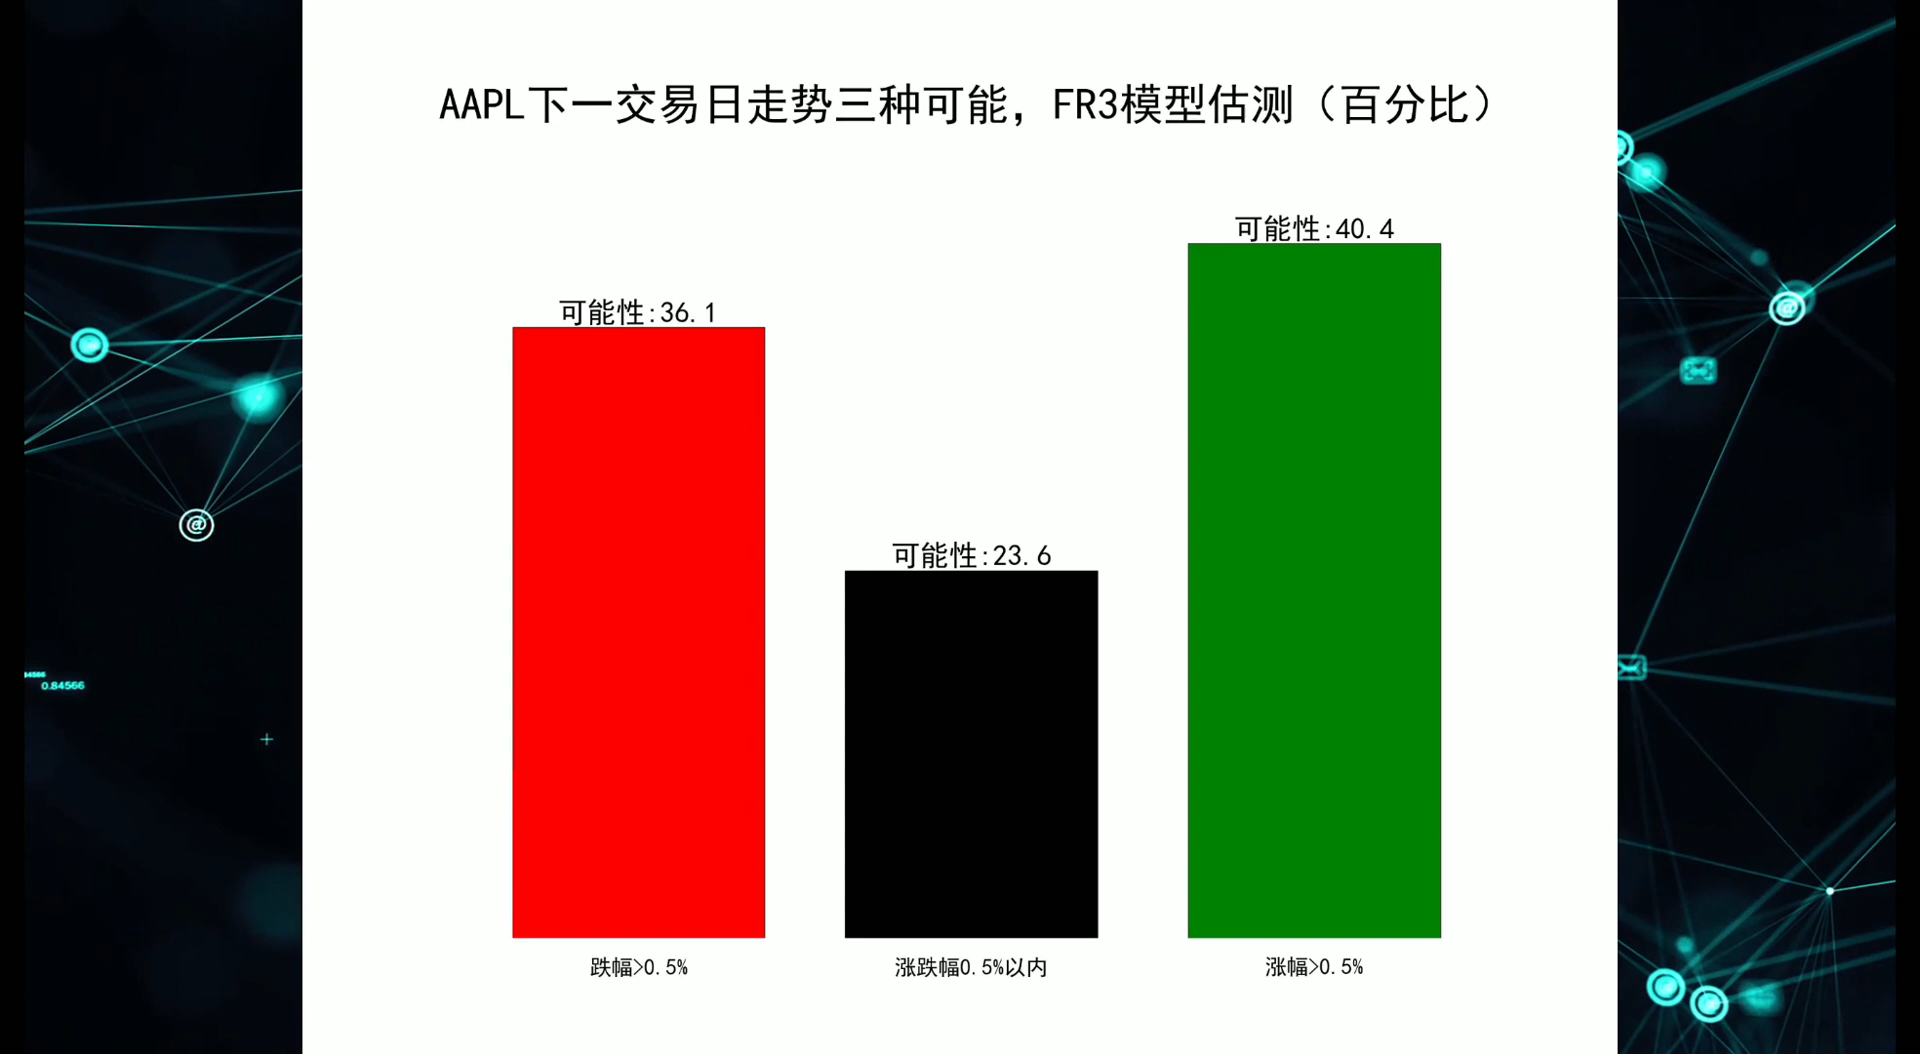 AAPL下一交易日走势三种可能，FR3模型估测（百分比）
可能性:40.4
可能性:36.1
可能性:23.6
0.84566
跌幅>0.5%
涨跌幅0.5%以内
涨幅>0.5%